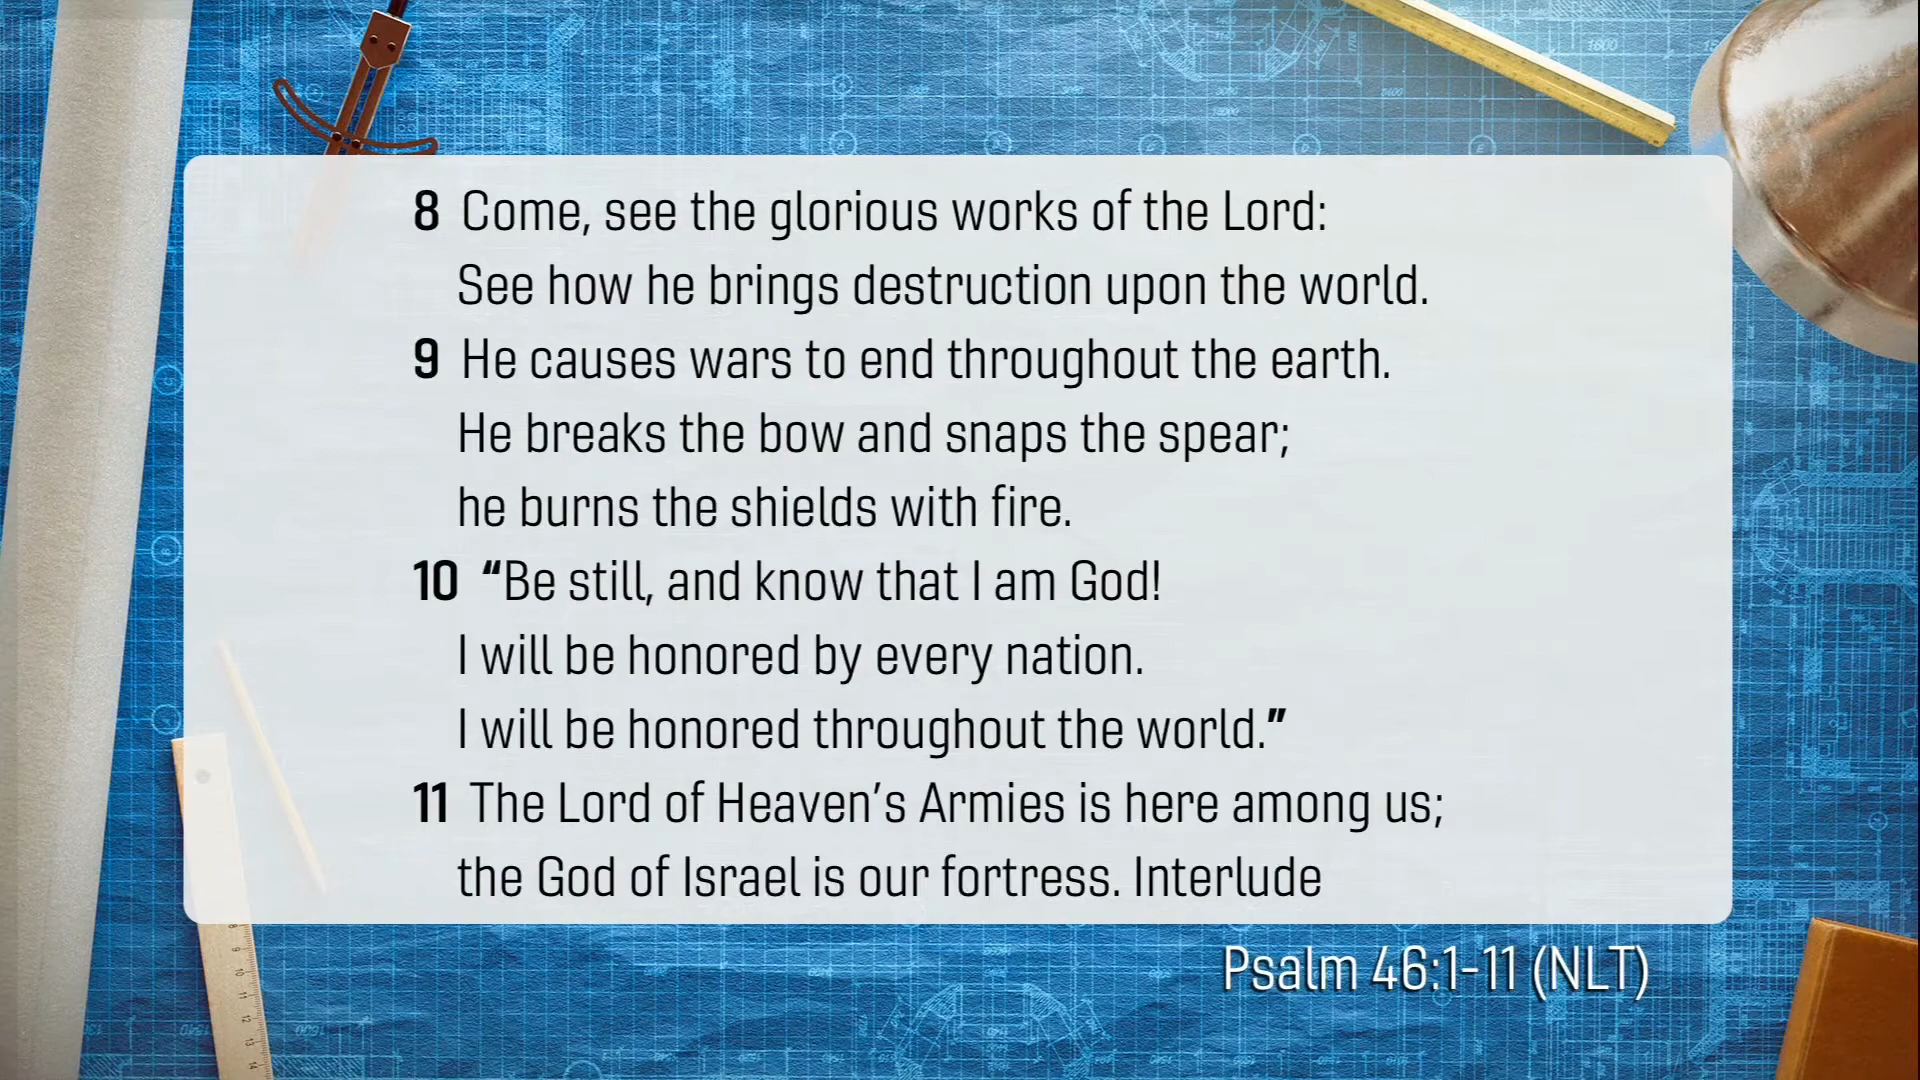 8 Come, see the glorious works of the Lord:
See how he brings destruction upon the world.
9 He causes wars to end throughout the earth.
He breaks the bow and snaps the spear;
he burns the shields with fire.
10 “Be still, and know that I am God!
I will be honored by every nation.
I will be honored throughout the world.”
11 The Lord of Heaven’s Armies is here among us;
the God of Israel is our fortress. Interlude
Psalm 46:1-11 (NLT)